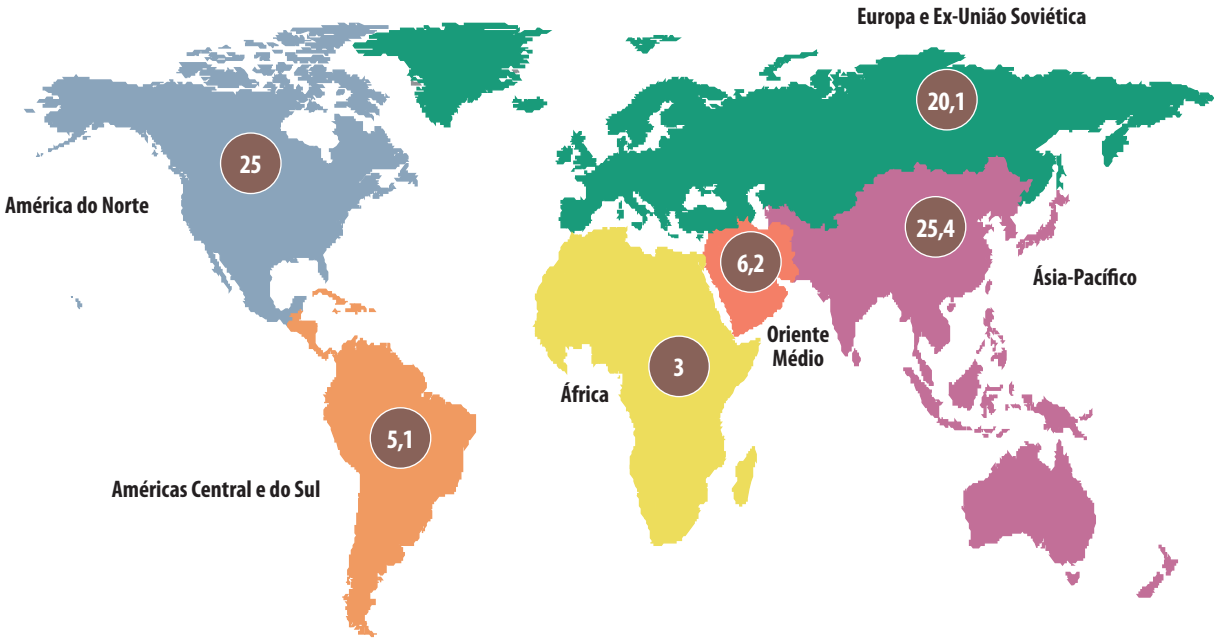 Europa e Ex-União Soviética
20,1
25
América do Norte
25,4
6,2
Ásia-Pacífico
Oriente
Médio
3
África
5,1
Américas Central e do Sul